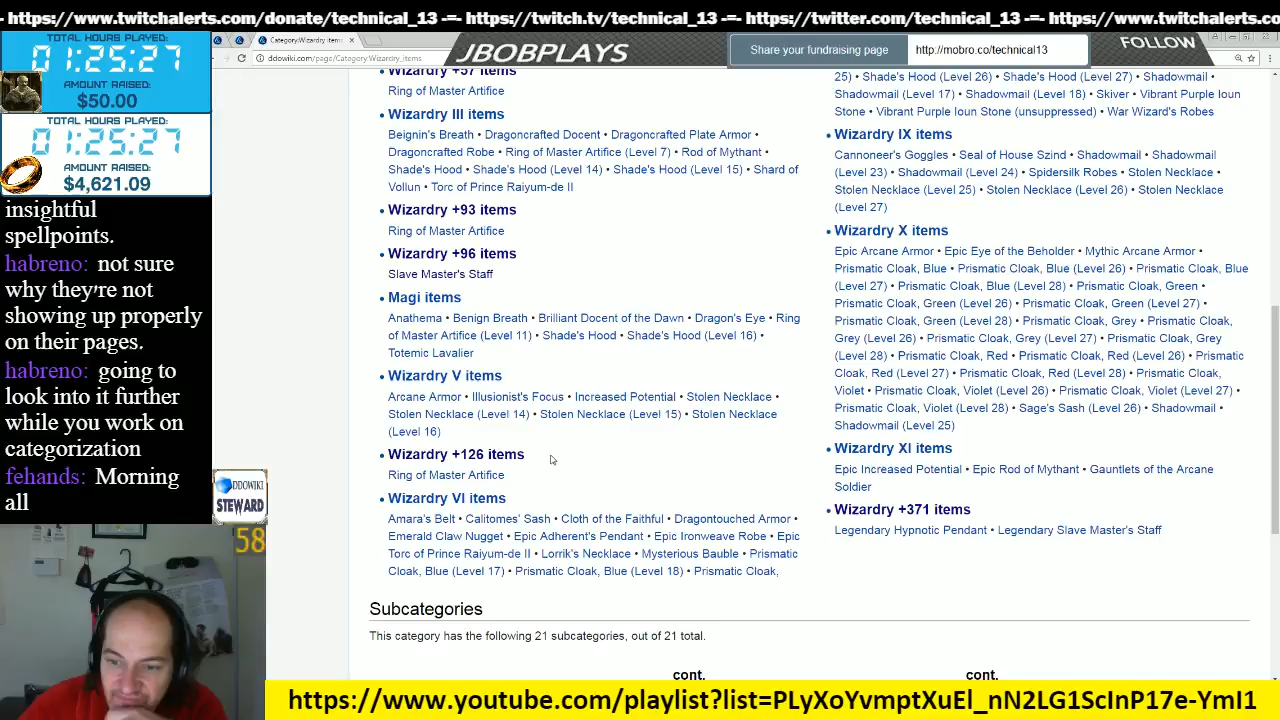 www.twitchalerts.com/donate/technical_13 -=- https://twitch.tv/technical_13 -=- https://twitter.com/technical_13 -=- https://www.twitchalerts.co
TOTAL HOURS PLAYED:
01:25:27
AMOUNT RAISED:
$50.00
TOTAL HOURS PLAYED:
01:25:27
AMOUNT RAISED:
$4,621.09
insightful
spellpoints.
habreno: not sure
why they're not
showing up properly
on their pages.
habreno: going to
look into it further
while you work on
categorization
fehands: Morning
all
DDOWIKI
STEWARD
58
Category:Wizardry items
ddowiki.com/page/Category:Wizardry_items
JBOBPLAYS
Share your fundraising page
http://mobro.co/technical13
FOLLOW
Wizardry +57 items
Ring of Master Artifice
Wizardry III items
Beignin's Breath • Dragoncrafted Docent • Dragoncrafted Plate Armor •
Dragoncrafted Robe • Ring of Master Artifice (Level 7) • Rod of Mythant •
Shade's Hood • Shade's Hood (Level 14) • Shade's Hood (Level 15) • Shard of
Vollun • Torc of Prince Raiyum-de II
Wizardry +93 items
Ring of Master Artifice
Wizardry +96 items
Slave Master's Staff
Magi items
Anathema • Benign Breath • Brilliant Docent of the Dawn • Dragon's Eye • Ring
of Master Artifice (Level 11) • Shade's Hood • Shade's Hood (Level 16) •
Totemic Lavalier
Wizardry V items
Arcane Armor • Illusionist's Focus • Increased Potential • Stolen Necklace •
Stolen Necklace (Level 14) • Stolen Necklace (Level 15) • Stolen Necklace
(Level 16)
Wizardry +126 items
Ring of Master Artifice
Wizardry VI items
Amara's Belt • Calitomes' Sash • Cloth of the Faithful • Dragontouched Armor •
Emerald Claw Nugget • Epic Adherent's Pendant • Epic Ironweave Robe • Epic
Torc of Prince Raiyum-de II • Lorrik's Necklace • Mysterious Bauble • Prismatic
Cloak, Blue (Level 17) • Prismatic Cloak, Blue (Level 18) • Prismatic Cloak,
25) • Shade's Hood (Level 26) • Shade's Hood (Level 27) • Shadowmail •
Shadowmail (Level 17) • Shadowmail (Level 18) • Skiver • Vibrant Purple Ioun
Stone • Vibrant Purple Ioun Stone (unsuppressed) • War Wizard's Robes
Wizardry IX items
Cannoneer's Goggles • Seal of House Szind • Shadowmail • Shadowmail
(Level 23) • Shadowmail (Level 24) • Spidersilk Robes • Stolen Necklace •
Stolen Necklace (Level 25) • Stolen Necklace (Level 26) • Stolen Necklace
(Level 27)
Wizardry X items
Epic Arcane Armor • Epic Eye of the Beholder • Mythic Arcane Armor •
Prismatic Cloak, Blue • Prismatic Cloak, Blue (Level 26) • Prismatic Cloak, Blue
(Level 27) • Prismatic Cloak, Blue (Level 28) • Prismatic Cloak, Green •
Prismatic Cloak, Green (Level 26) • Prismatic Cloak, Green (Level 27) •
Prismatic Cloak, Green (Level 28) • Prismatic Cloak, Grey • Prismatic Cloak,
Grey (Level 26) • Prismatic Cloak, Grey (Level 27) • Prismatic Cloak, Grey
(Level 28) • Prismatic Cloak, Red • Prismatic Cloak, Red (Level 26) • Prismatic
Cloak, Red (Level 27) • Prismatic Cloak, Red (Level 28) • Prismatic Cloak,
Violet • Prismatic Cloak, Violet (Level 26) • Prismatic Cloak, Violet (Level 27) •
Prismatic Cloak, Violet (Level 28) • Sage's Sash (Level 26) • Shadowmail •
Shadowmail (Level 25)
Wizardry XI items
Epic Increased Potential • Epic Rod of Mythant • Gauntlets of the Arcane
Soldier
Wizardry +371 items
Legendary Hypnotic Pendant • Legendary Slave Master's Staff
Subcategories
This category has the following 21 subcategories, out of 21 total.
cont.
cont.
https://www.youtube.com/playlist?list=PLyXoYvmptXuEl_nN2LG1ScInP17e-YmI1